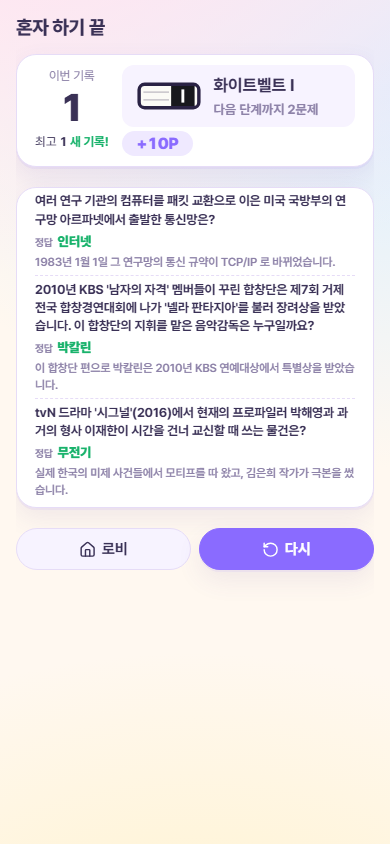 혼자 하기 끝
이번 기록
1
최고 1 새 기록!
화이트벨트 I
다음 단계까지 2문제
+10P
여러 연구 기관의 컴퓨터를 패킷 교환으로 이은 미국 국방부의 연
구망 아르파넷에서 출발한 통신망은?
정답 인터넷
1983년 1월 1일 그 연구망의 통신 규약이 TCP/IP 로 바뀌었습니다.
2010년 KBS '남자의 자격' 멤버들이 꾸린 합창단은 제7회 거제
전국 합창경연대회에 나가 '넬라 판타지아'를 불러 장려상을 받았
습니다. 이 합창단의 지휘를 맡은 음악감독은 누구일까요?
정답 박칼린
이 합창단 편으로 박칼린은 2010년 KBS 연예대상에서 특별상을 받았습
니다.
tvN 드라마 '시그널'(2016)에서 현재의 프로파일러 박해영과 과
거의 형사 이재한이 시간을 건너 교신할 때 쓰는 물건은?
정답 무전기
실제 한국의 미제 사건들에서 모티프를 따 왔고, 김은희 작가가 극본을 썼
습니다.
로비
다시